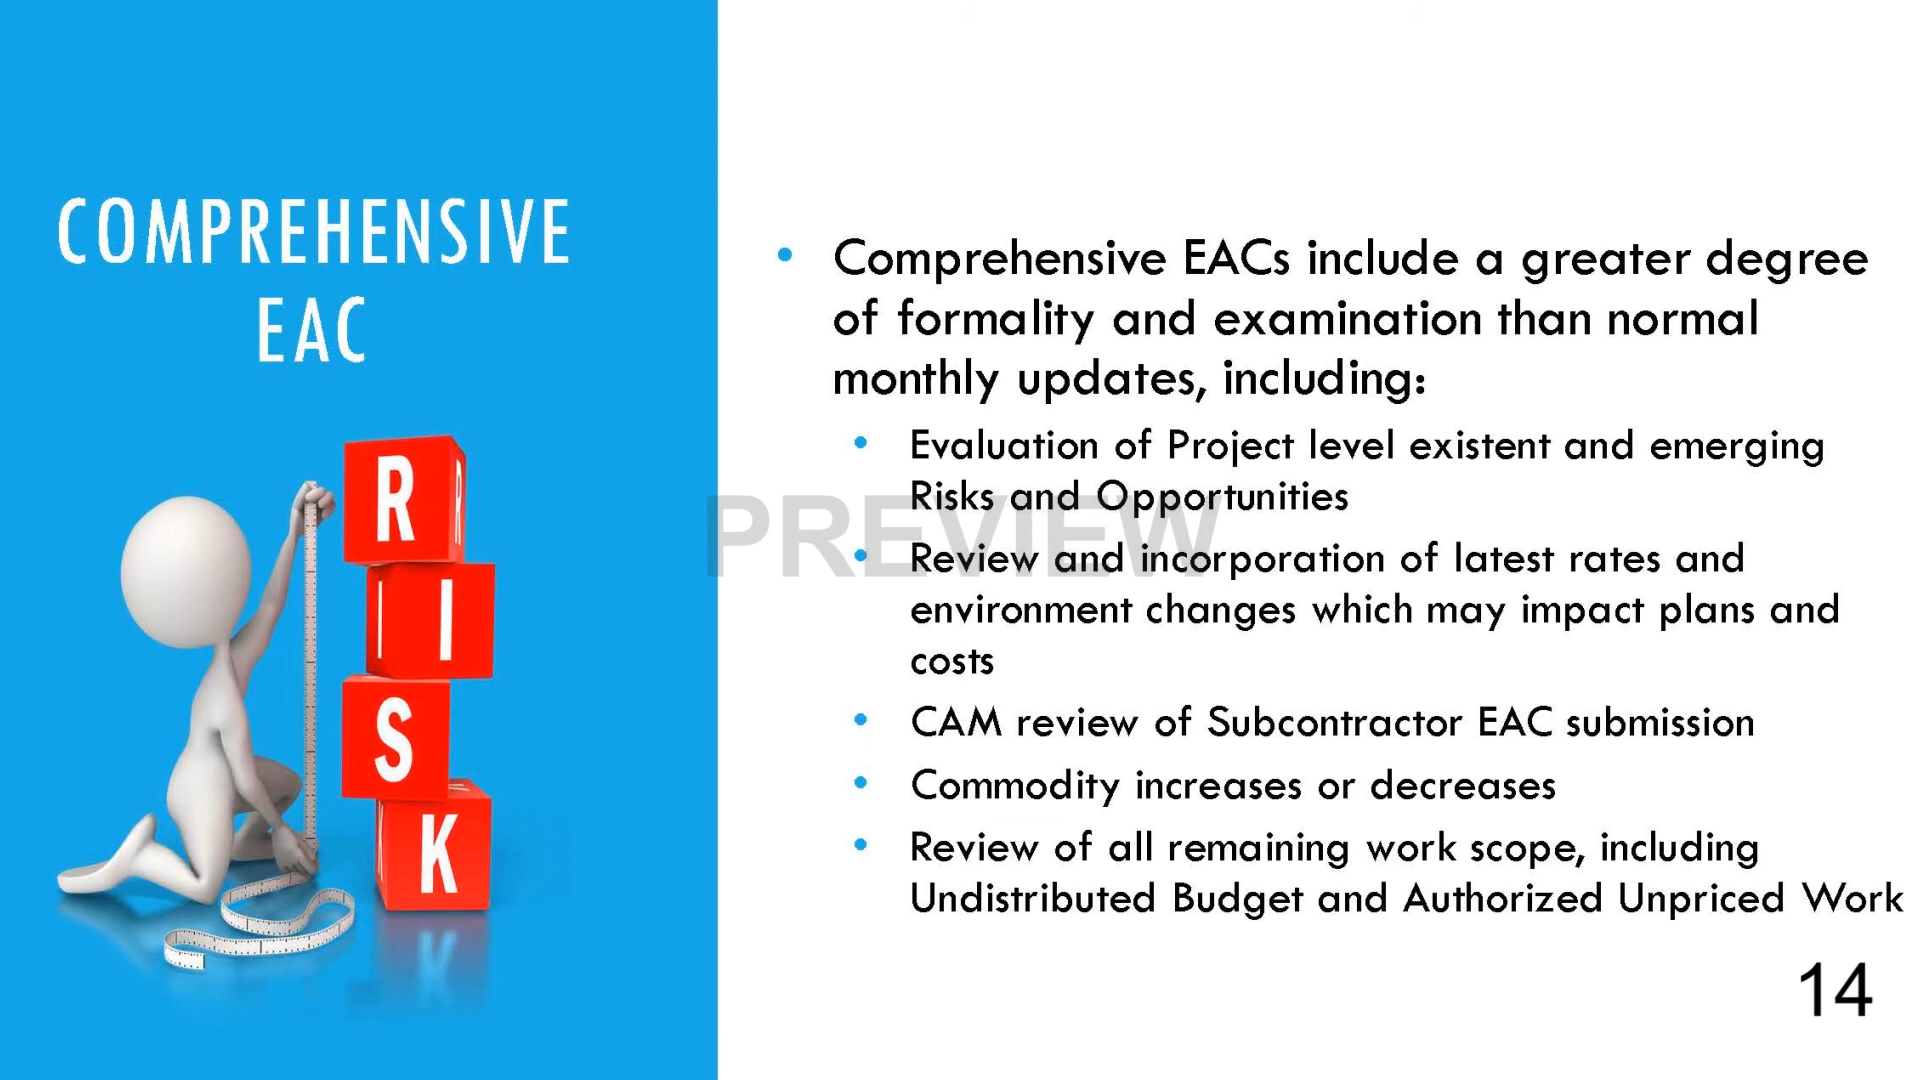 COMPREHENSIVE
EAC
R
R
I
I
S
K
K
• Comprehensive EACs include a greater degree
of formality and examination than normal
monthly updates, including:
• Evaluation of Project level existent and emerging
Risks and Opportunities
• Review and incorporation of latest rates and
environment changes which may impact plans and
costs
• CAM review of Subcontractor EAC submission
• Commodity increases or decreases
• Review of all remaining work scope, including
Undistributed Budget and Authorized Unpriced Work
PREVIEW
14